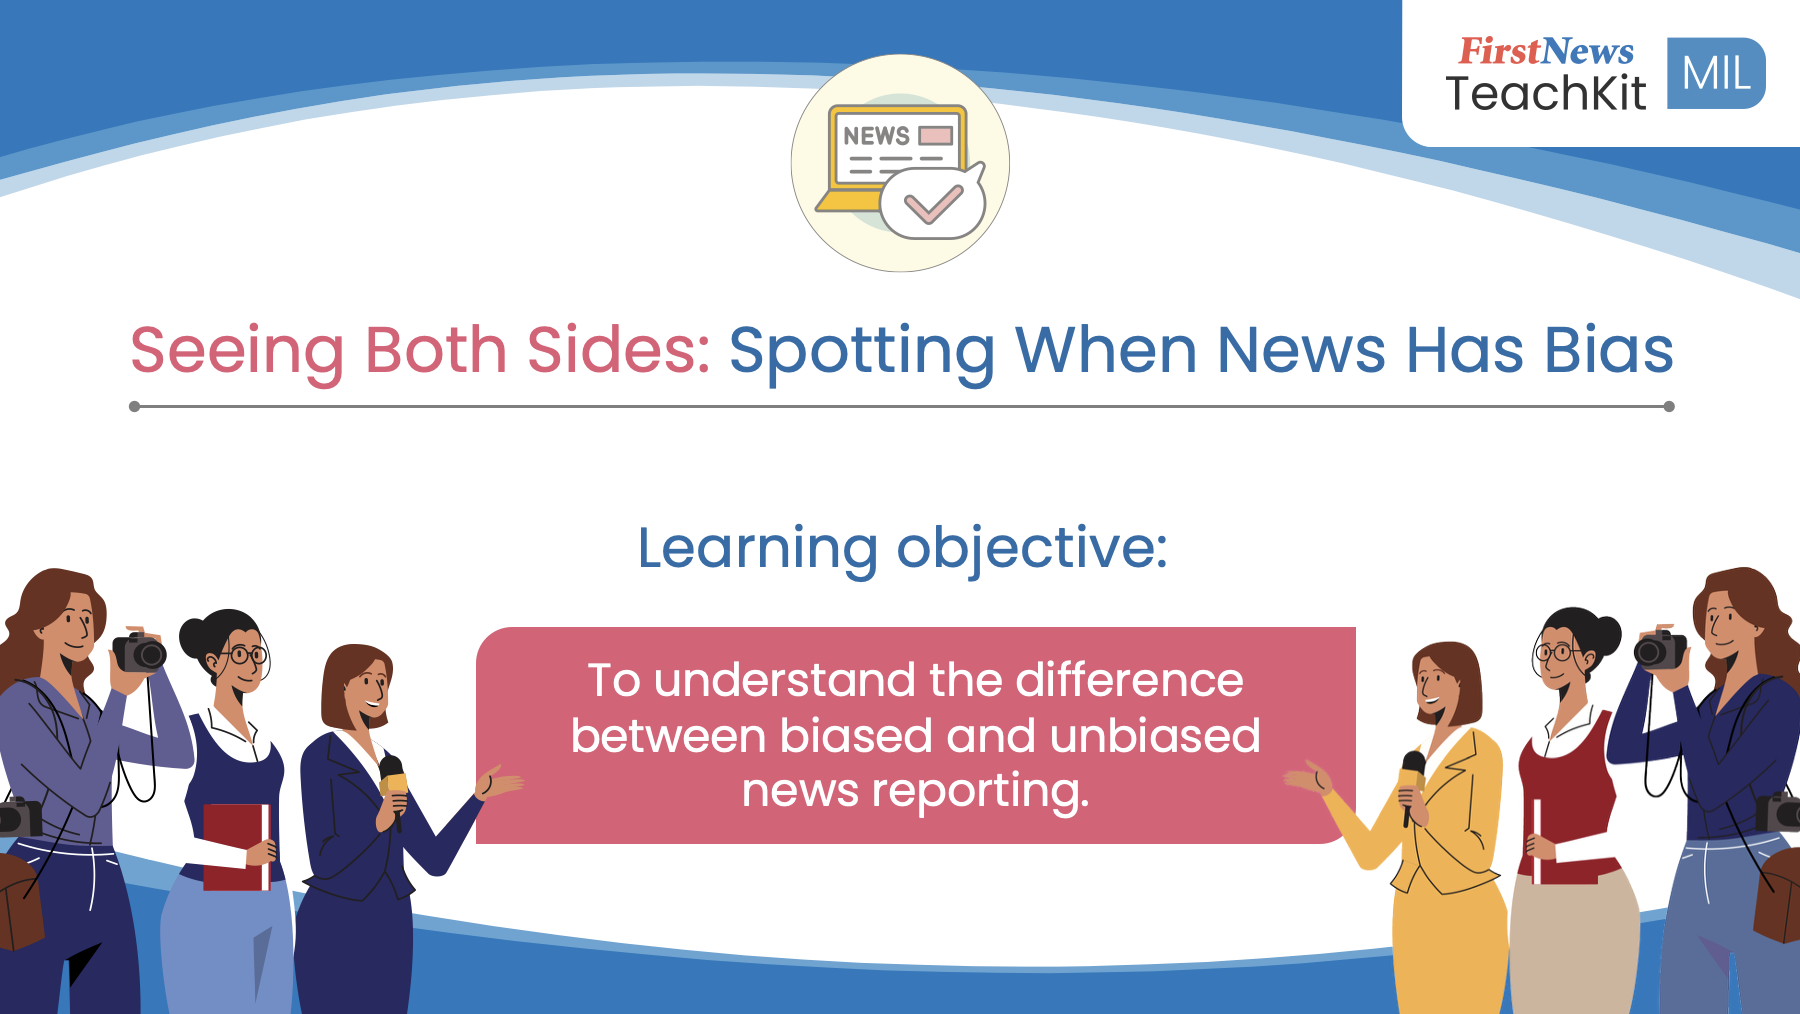 FirstNews
TeachKit
MIL
NEWS
Seeing Both Sides: Spotting When News Has Bias
Learning objective:
To understand the difference
between biased and unbiased
news reporting.